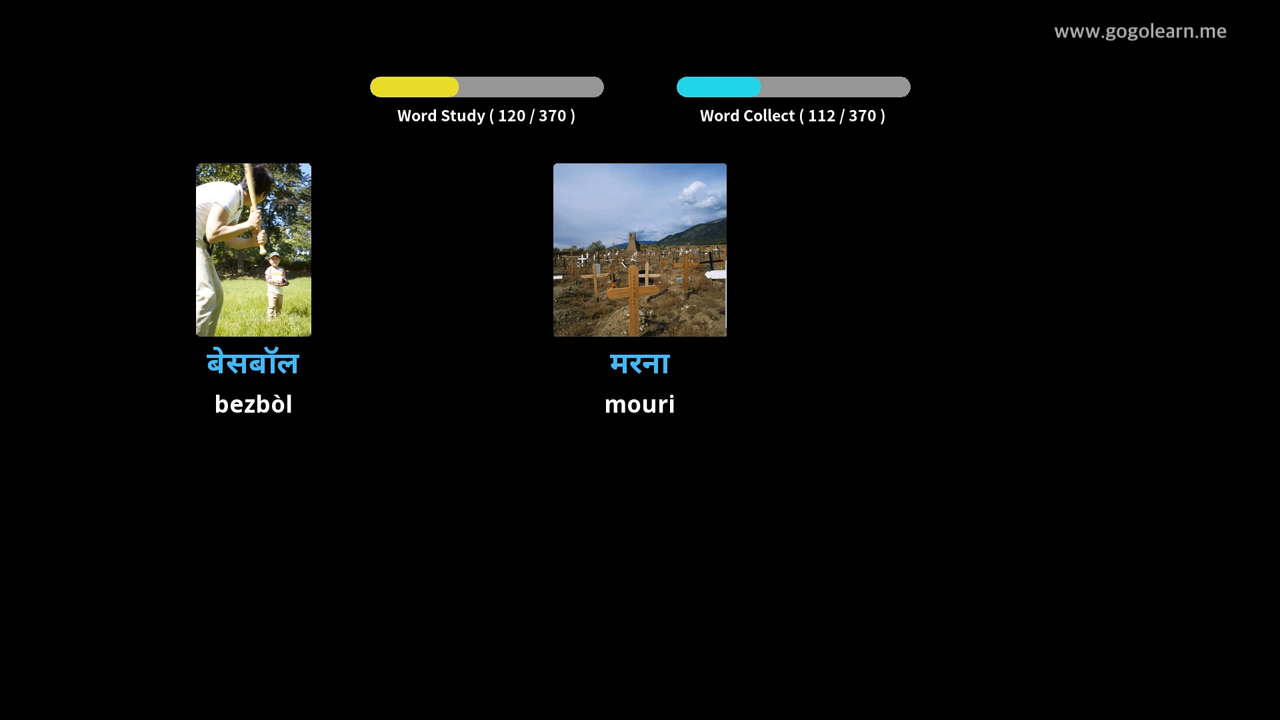 www.gogolearn.me
Word Study ( 120 / 370 )
Word Collect ( 112 / 370 )
बेसबॉल
मरना
bezbòl
mouri